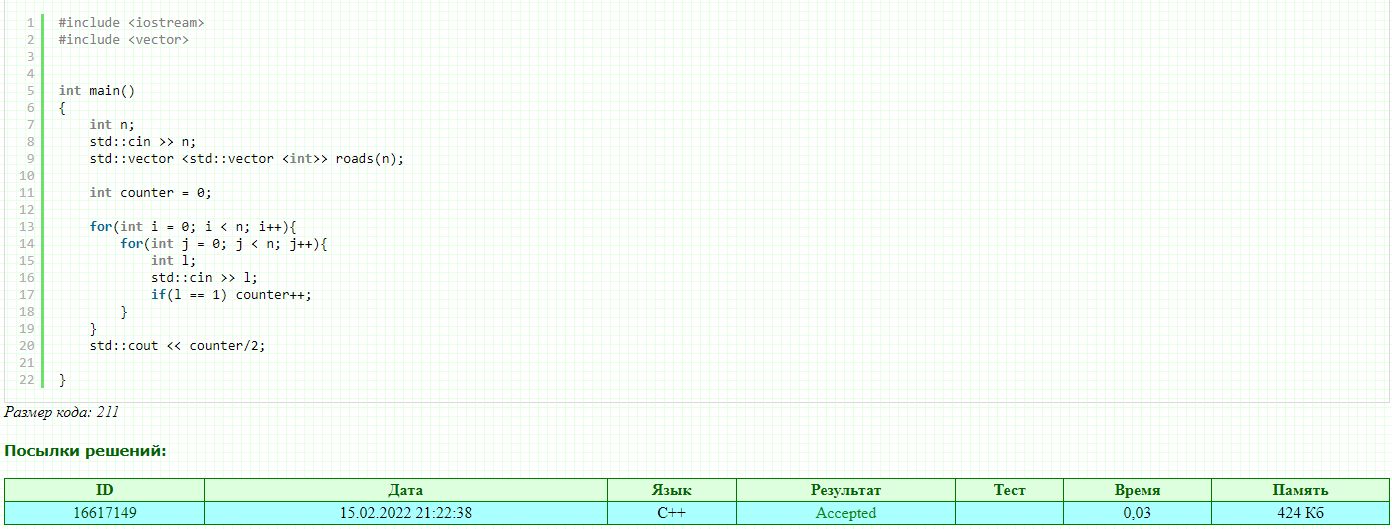 1 #include <iostream>
2 #include <vector>
3
4
5 int main()
6 {
7     int n;
8     std::cin >> n;
9     std::vector <std::vector <int>> roads(n);
10
11     int counter = 0;
12
13     for(int i = 0; i < n; i++){
14         for(int j = 0; j < n; j++){
15             int l;
16             std::cin >> l;
17             if(l == 1) counter++;
18         }
19     }
20     std::cout << counter/2;
21
22 }
Размер кода: 211
Посылки решений:
ID Дата Язык Результат Тест Время Память
16617149 15.02.2022 21:22:38 C++ Accepted 0,03 424 Кб